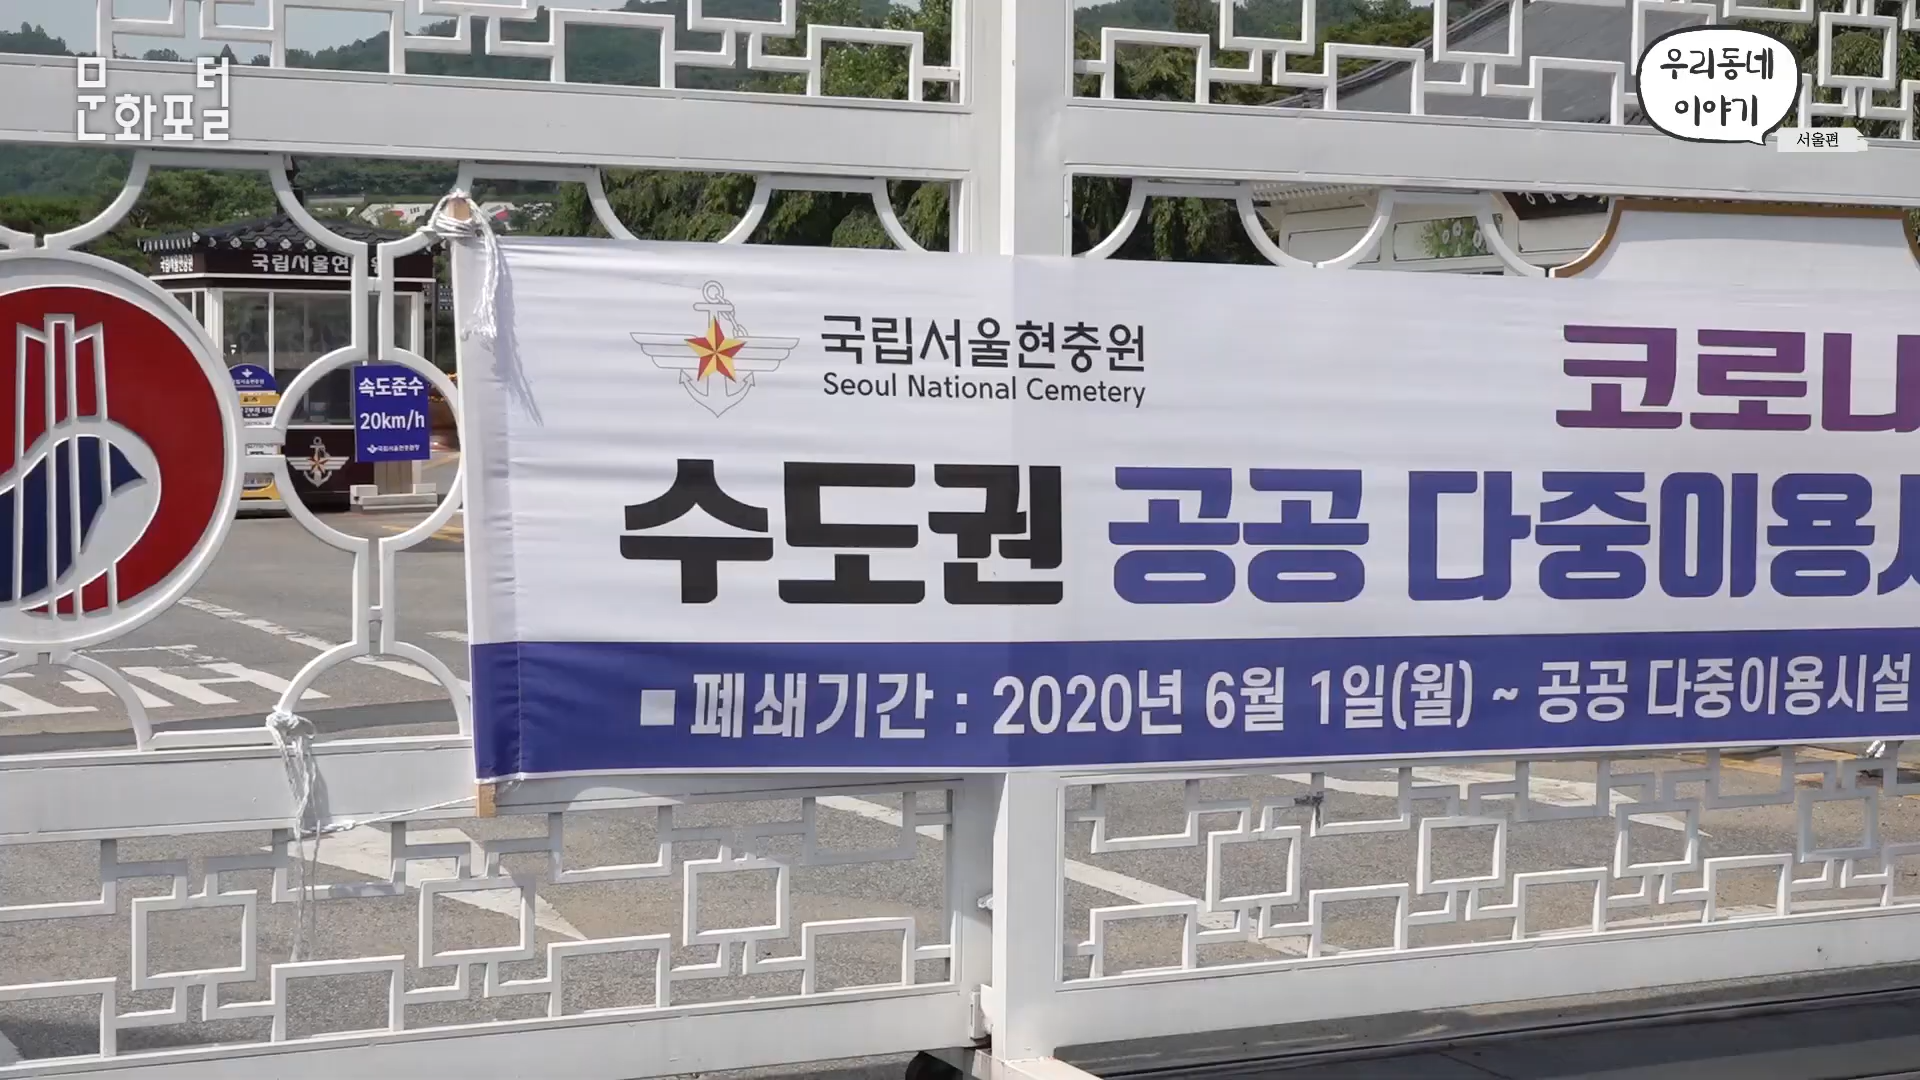 문화포털
우리동네
이야기
서울편
국립서울현충원
속도준수
20km/h
국립서울현충원
Seoul National Cemetery
코로나
수도권 공공 다중이용시
■폐쇄기간 : 2020년 6월 1일(월) ~ 공공 다중이용시설